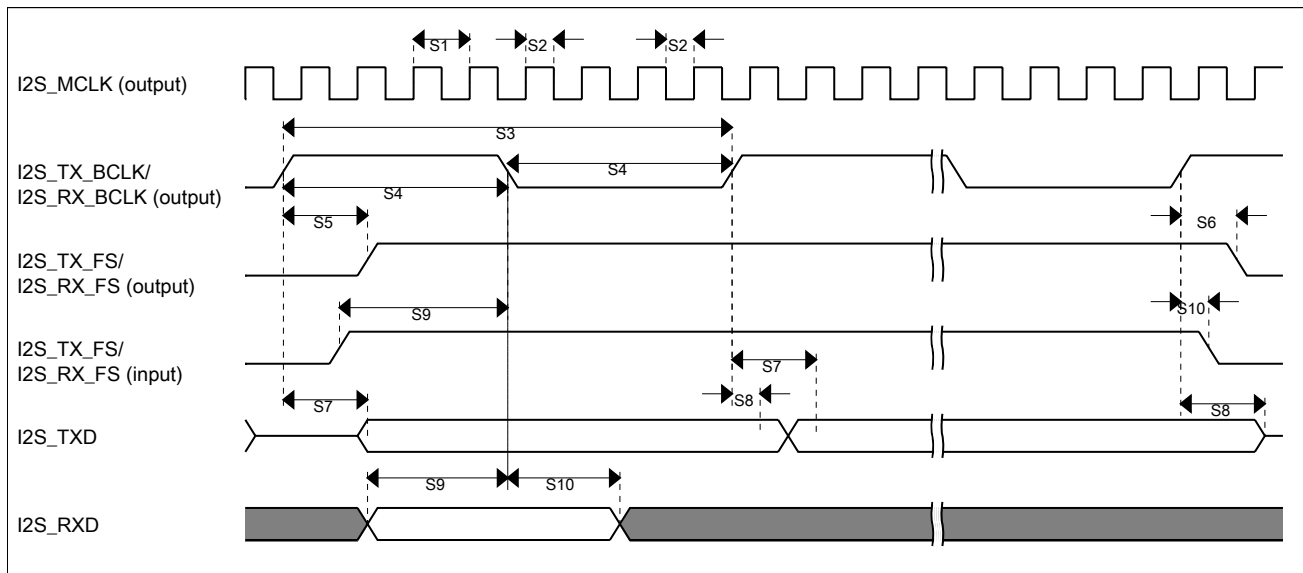 S1
S2
S2
I2S_MCLK (output)
S3
I2S_TX_BCLK/
I2S_RX_BCLK (output)
S4
S4
S5
S6
I2S_TX_FS/
I2S_RX_FS (output)
S9
S10
I2S_TX_FS/
I2S_RX_FS (input)
S7
S7
S8
S8
I2S_TXD
S9
S10
I2S_RXD